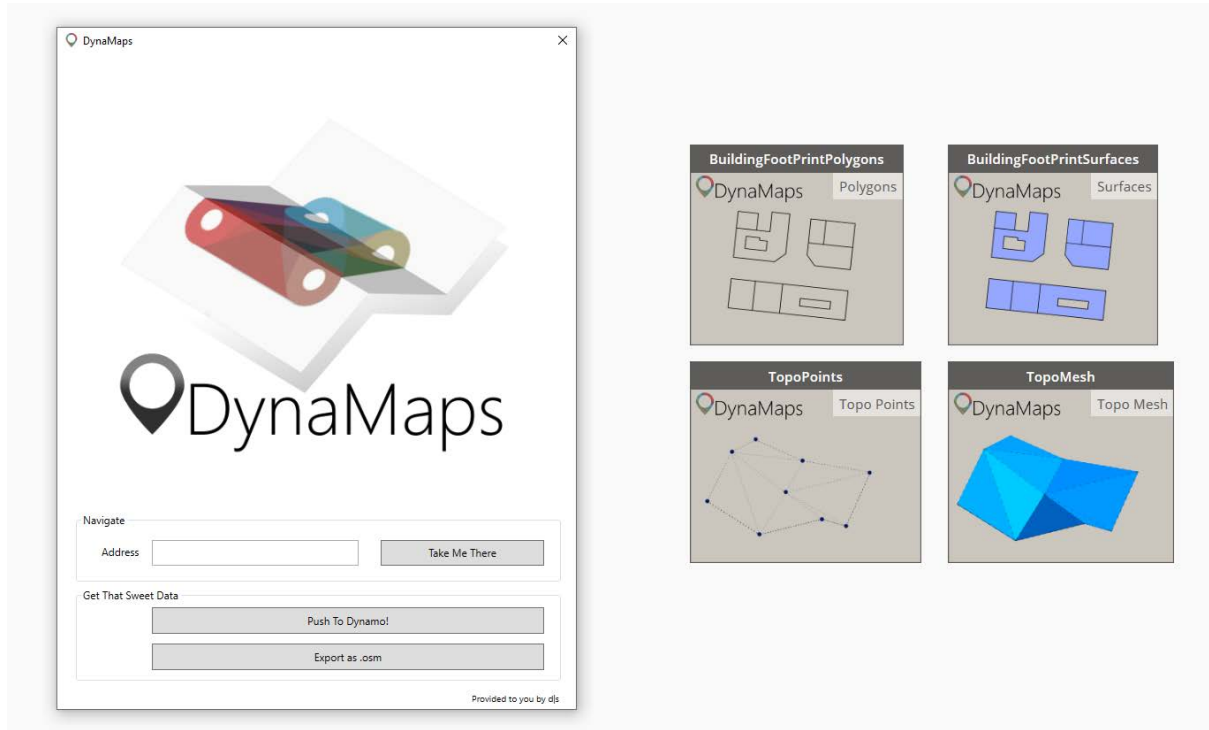 DynaMaps
DynaMaps
Navigate
Address
Take Me There
Get That Sweet Data
Push To Dynamo!
Export as .osm
Provided to you by d|s
BuildingFootPrintPolygons
DynaMaps
Polygons
BuildingFootPrintSurfaces
DynaMaps
Surfaces
TopoPoints
DynaMaps
Topo Points
TopoMesh
DynaMaps
Topo Mesh